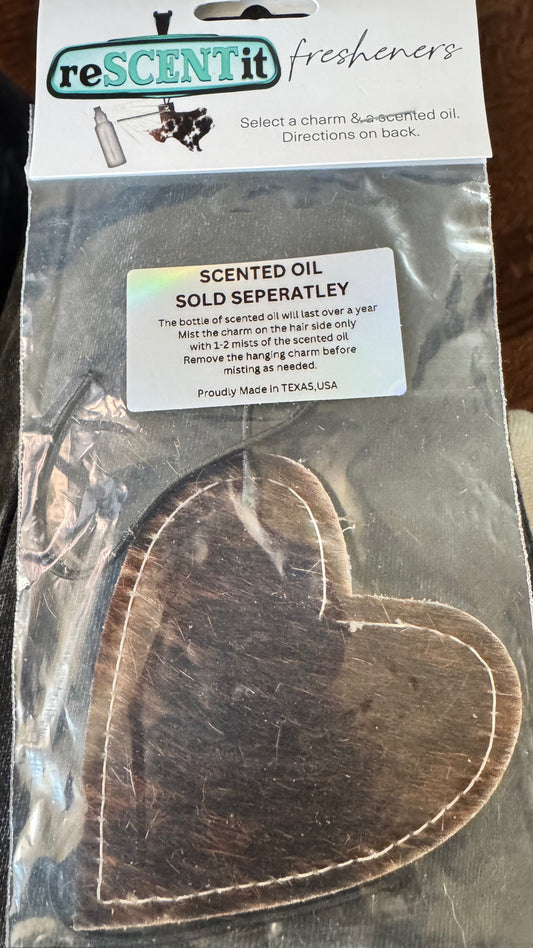 reSCENTit fresheners
Select a charm & a scented oil.
Directions on back.
SCENTED OIL
SOLD SEPERATLEY
The bottle of scented oil will last over a year
Mist the charm on the hair side only
with 1-2 mists of the scented oil
Remove the hanging charm before
misting as needed.
Proudly Made in TEXAS,USA